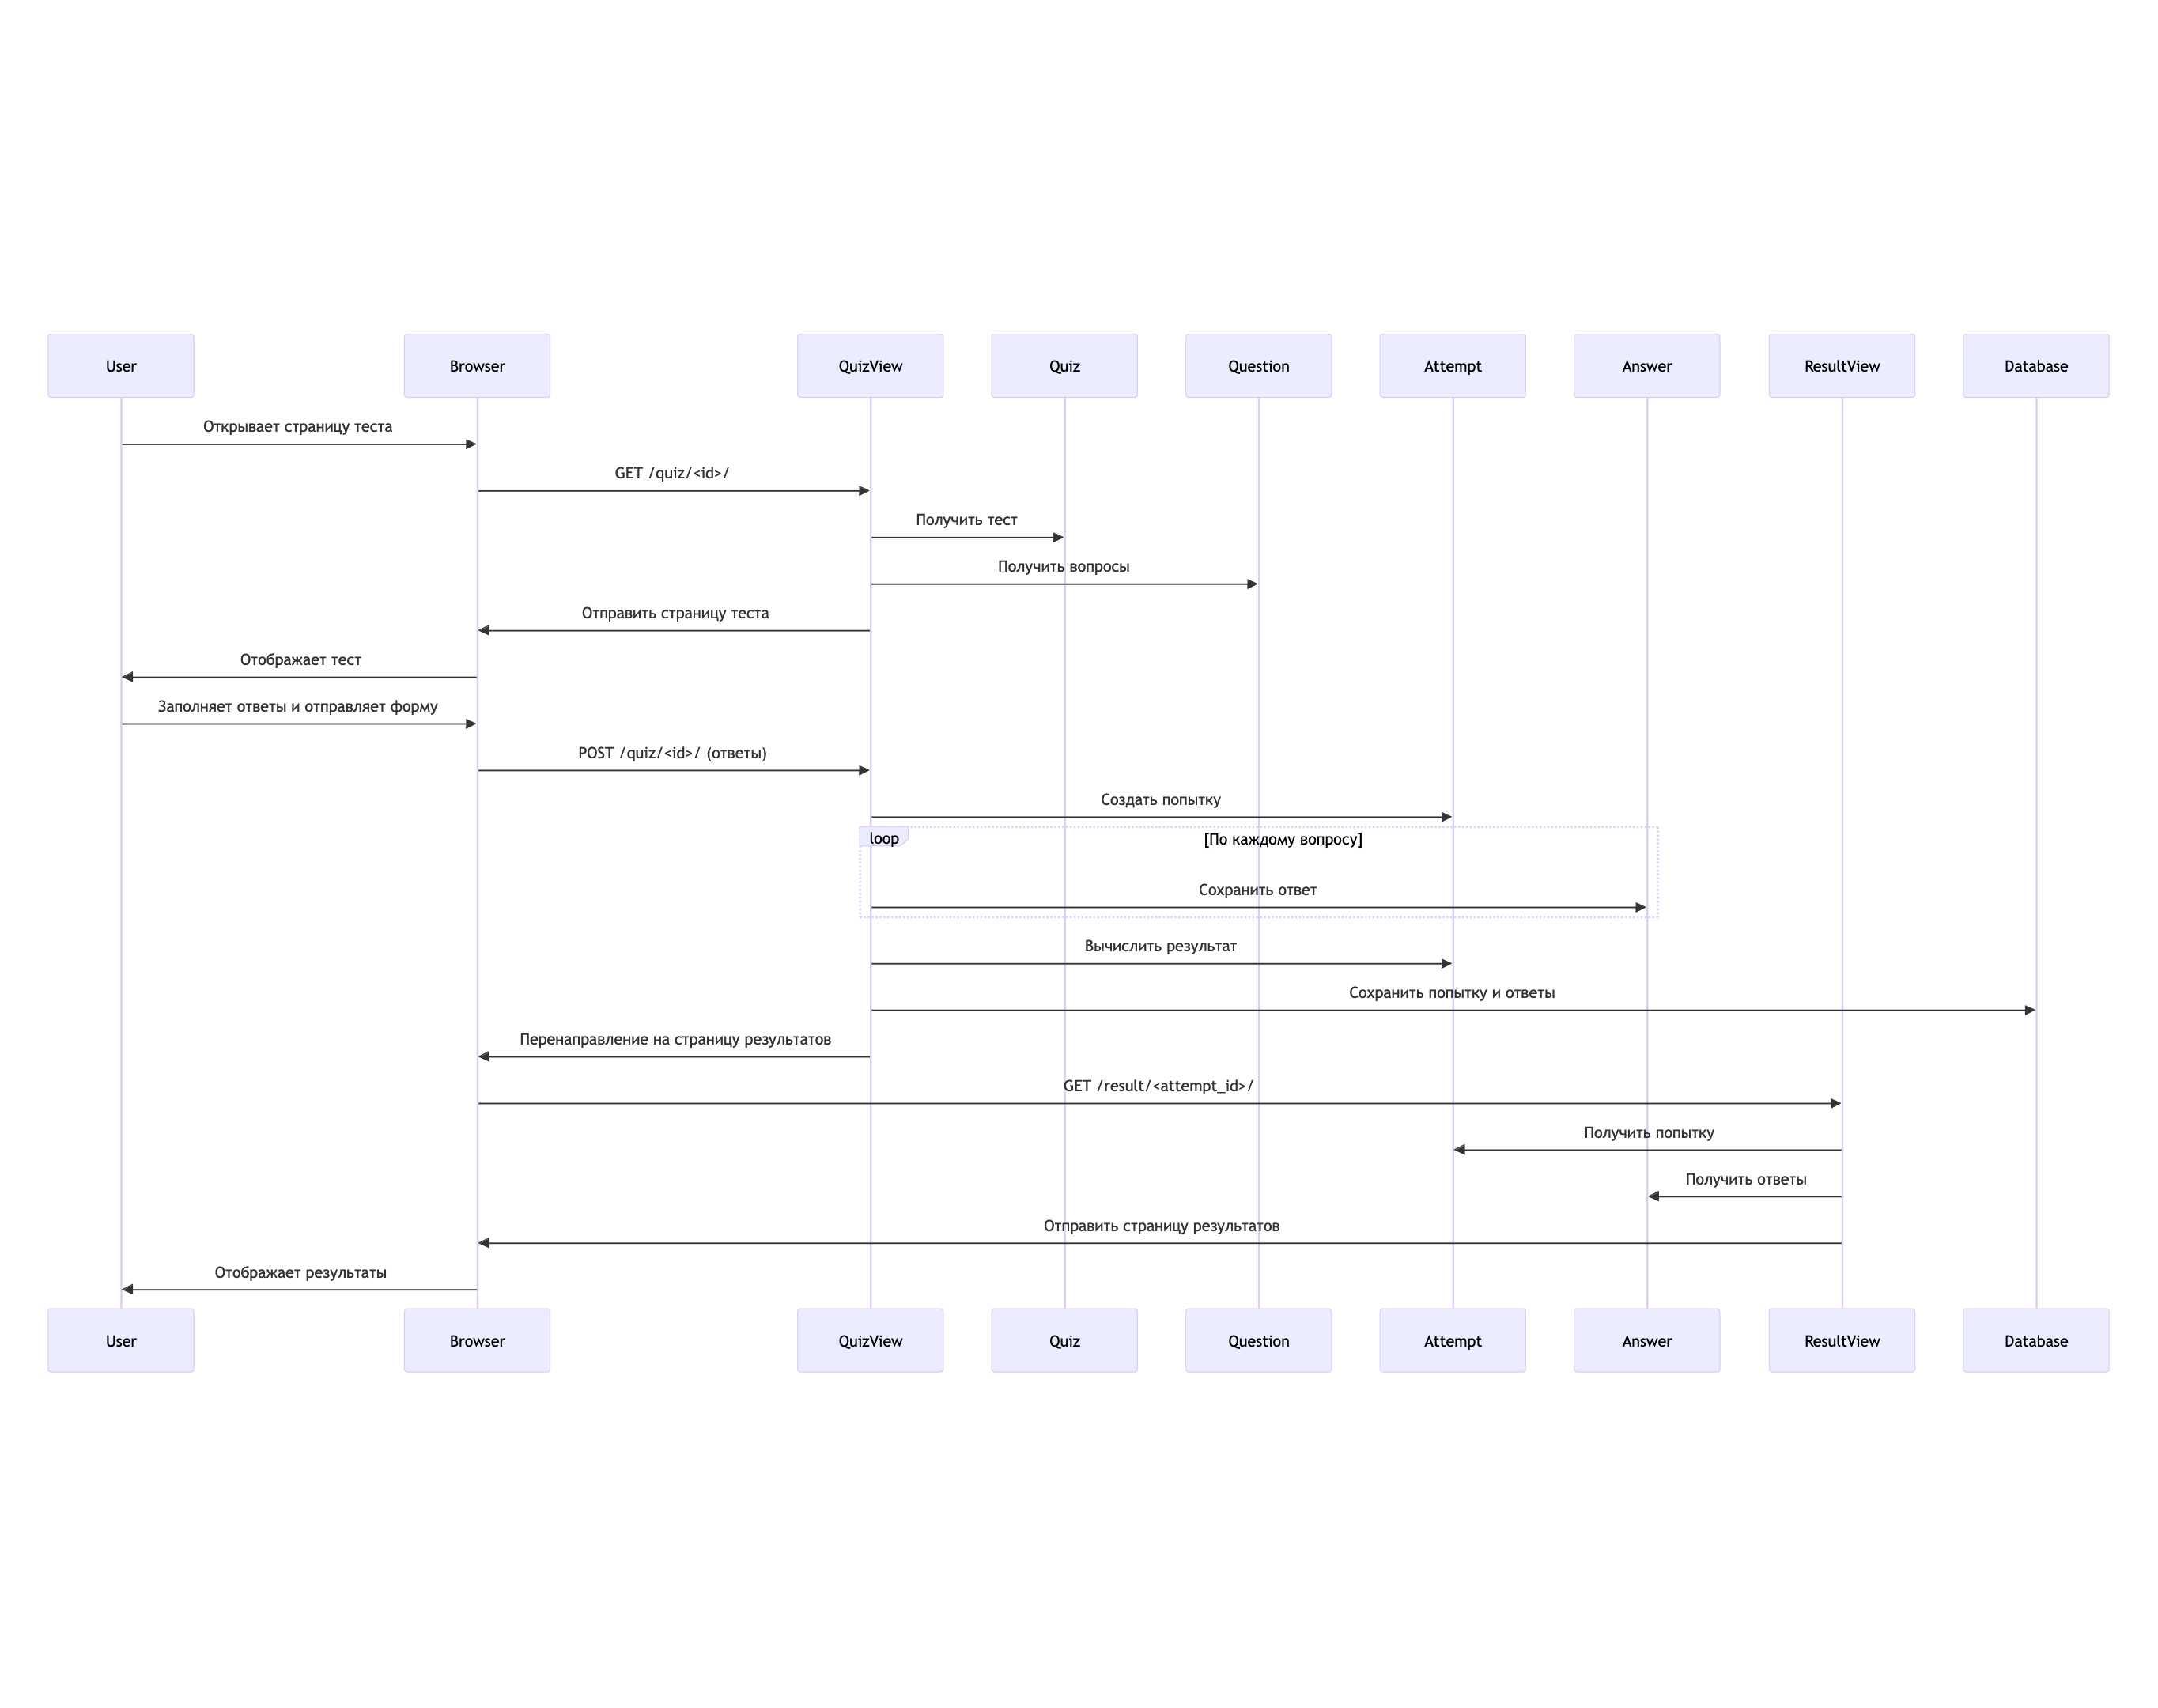 User
Browser
QuizView
Quiz
Question
Attempt
Answer
ResultView
Database
Открывает страницу теста
GET /quiz/<id>/
Получить тест
Получить вопросы
Отправить страницу теста
Отображает тест
Заполняет ответы и отправляет форму
POST /quiz/<id>/ (ответы)
Создать попытку
loop
[По каждому вопросу]
Сохранить ответ
Вычислить результат
Сохранить попытку и ответы
Перенаправление на страницу результатов
GET /result/<attempt_id>/
Получить попытку
Получить ответы
Отправить страницу результатов
Отображает результаты
User
Browser
QuizView
Quiz
Question
Attempt
Answer
ResultView
Database